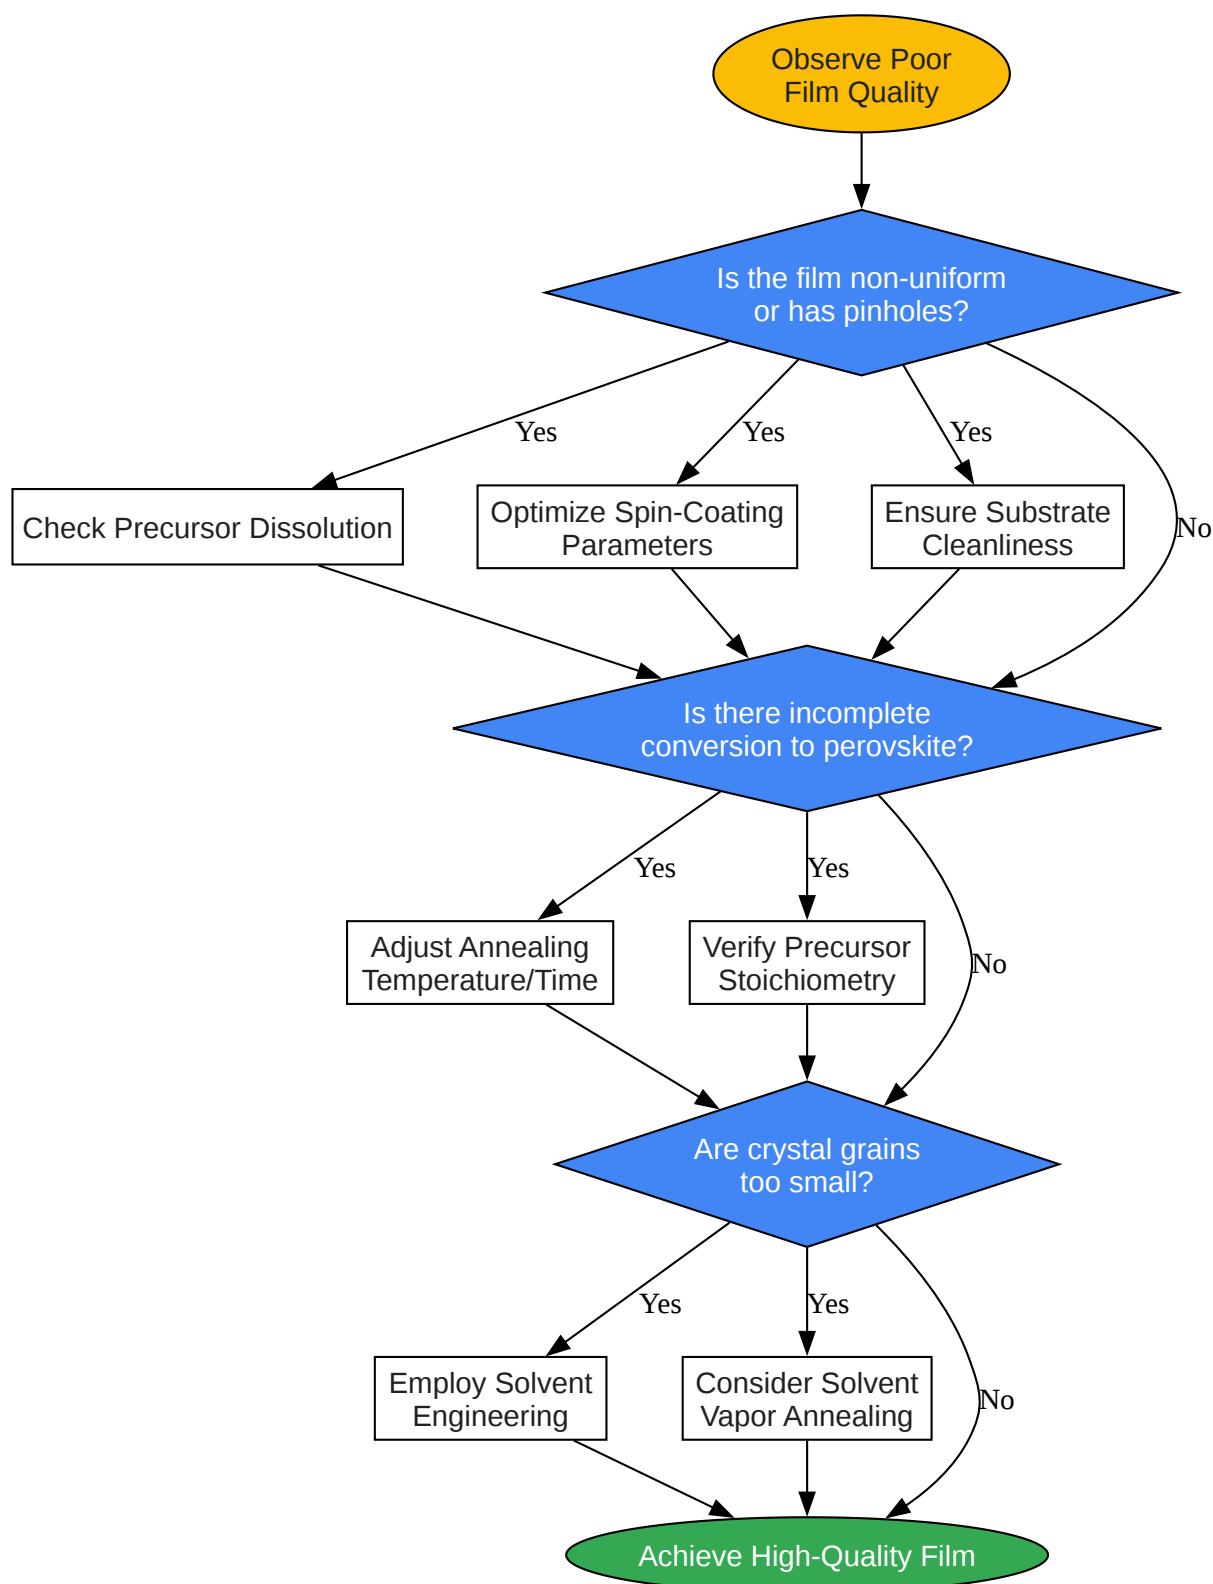 Observe Poor
Film Quality
Is the film non-uniform
or has pinholes?
Yes
Yes
Yes
No
Check Precursor Dissolution
Optimize Spin-Coating
Parameters
Ensure Substrate
Cleanliness
Is there incomplete
conversion to perovskite?
Yes
Yes
No
Adjust Annealing
Temperature/Time
Verify Precursor
Stoichiometry
Are crystal grains
too small?
Yes
Yes
No
Employ Solvent
Engineering
Consider Solvent
Vapor Annealing
Achieve High-Quality Film